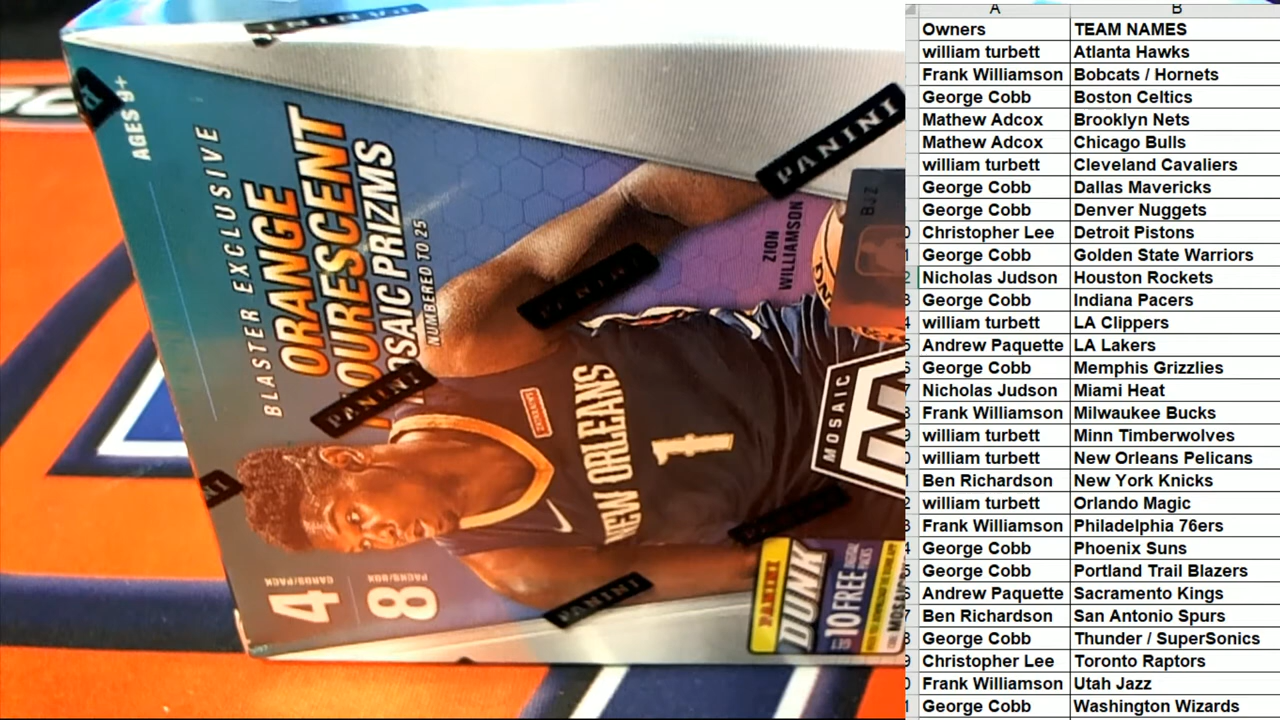 AGES 9+
BLASTER EXCLUSIVE
ORANGE
MOSAIC PRIZMS
NUMBERED TO 25
PANINI
PANINI
PANINI
PANINI
ZION
WILLIAMSON
BJZ
PANINI
NEW ORLEANS
1
MOSAIC
4
CARDS/PACK
8
PACKS/BOX
PANINI
DUNK
10 FREE
A B
Owners TEAM NAMES
william turbett Atlanta Hawks
Frank Williamson Bobcats / Hornets
George Cobb Boston Celtics
Mathew Adcox Brooklyn Nets
Mathew Adcox Chicago Bulls
william turbett Cleveland Cavaliers
George Cobb Dallas Mavericks
George Cobb Denver Nuggets
Christopher Lee Detroit Pistons
George Cobb Golden State Warriors
Nicholas Judson Houston Rockets
George Cobb Indiana Pacers
william turbett LA Clippers
Andrew Paquette LA Lakers
George Cobb Memphis Grizzlies
Nicholas Judson Miami Heat
Frank Williamson Milwaukee Bucks
william turbett Minn Timberwolves
william turbett New Orleans Pelicans
Ben Richardson New York Knicks
william turbett Orlando Magic
Frank Williamson Philadelphia 76ers
George Cobb Phoenix Suns
George Cobb Portland Trail Blazers
Andrew Paquette Sacramento Kings
Ben Richardson San Antonio Spurs
George Cobb Thunder / SuperSonics
Christopher Lee Toronto Raptors
Frank Williamson Utah Jazz
George Cobb Washington Wizards